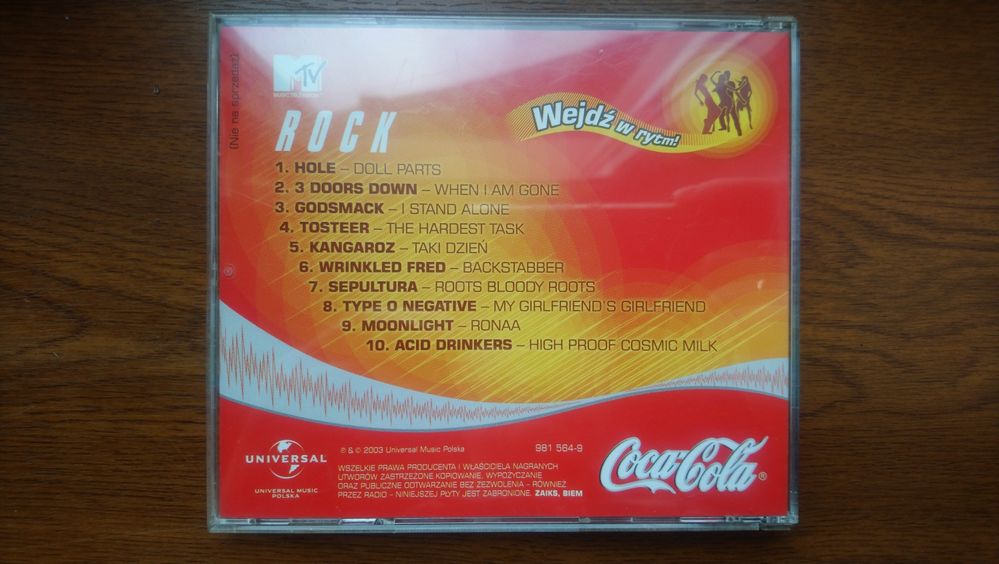 (Nie na sprzedaż)
MTV
ROCK
Wejdź w rytm!
1. HOLE – DOLL PARTS
2. 3 DOORS DOWN – WHEN I AM GONE
3. GODSMACK – I STAND ALONE
4. TOSTEER – THE HARDEST TASK
5. KANGAROZ – TAKI DZIEŃ
6. WRINKLED FRED – BACKSTABBER
7. SEPULTURA – ROOTS BLOODY ROOTS
8. TYPE O NEGATIVE – MY GIRLFRIEND'S GIRLFRIEND
9. MOONLIGHT – RONAA
10. ACID DRINKERS – HIGH PROOF COSMIC MILK
UNIVERSAL
UNIVERSAL MUSIC
POLSKA
℗ & © 2003 Universal Music Polska 981 564-9
WSZELKIE PRAWA PRODUCENTA I WŁAŚCICIELA NAGRANYCH
UTWORÓW ZASTRZEŻONE KOPIOWANIE, WYPOŻYCZANIE
ORAZ PUBLICZNE ODTWARZANIE BEZ ZEZWOLENIA – RÓWNIEŻ
PRZEZ RADIO – NINIEJSZEJ PŁYTY JEST ZABRONIONE. ZAIKS, BIEM
Coca-Cola®